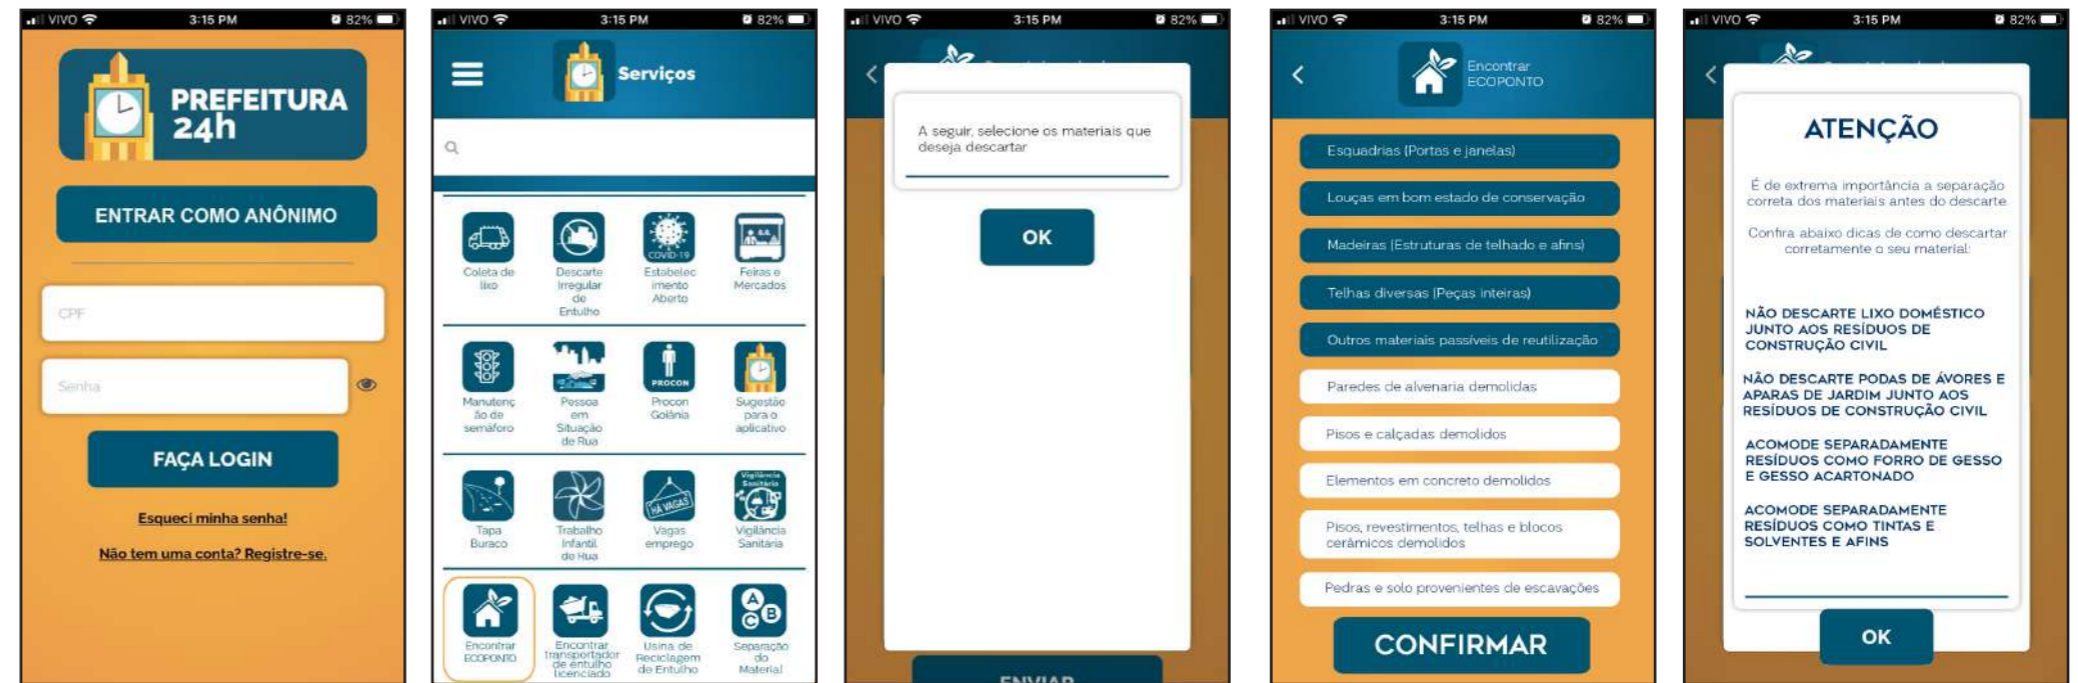 VIVO 3:15 PM 82%
PREFEITURA
24h
ENTRAR COMO ANÔNIMO
CPF
Senha
FAÇA LOGIN
Esqueci minha senha!
Não tem uma conta? Registre-se.
VIVO 3:15 PM 82%
Serviços
COVID-19
Coleta de
lixo
Descarte
Irregular
de
Entulho
Estabelec
imento
Aberto
Feiras e
Mercados
PROCON
Manutenç
ão de
semáforo
Pessoa
em
Situação
de Rua
Procon
Goiânia
Sugestão
para o
aplicativo
HÁ VAGAS
Vigilância
Sanitária
Tapa
Buraco
Trabalho
Infantil
de Rua
Vagas
emprego
Vigilância
Sanitária
A
B
C
Encontrar
ECOPONTO
Encontrar
transportador
de entulho
licenciado
Usina de
Reciclagem
de Entulho
Separação
do
Material
VIVO 3:15 PM 82%
A seguir, selecione os materiais que
deseja descartar
OK
ENVIAR
VIVO 3:15 PM 82%
Encontrar
ECOPONTO
Esquadrias (Portas e janelas)
Louças em bom estado de conservação
Madeiras (Estruturas de telhado e afins)
Telhas diversas (Peças inteiras)
Outros materiais passíveis de reutilização
Paredes de alvenaria demolidas
Pisos e calçadas demolidos
Elementos em concreto demolidos
Pisos, revestimentos, telhas e blocos
cerâmicos demolidos
Pedras e solo provenientes de escavações
CONFIRMAR
VIVO 3:15 PM 82%
ATENÇÃO
É de extrema importância a separação
correta dos materiais antes do descarte.
Confira abaixo dicas de como descartar
corretamente o seu material:
NÃO DESCARTE LIXO DOMÉSTICO
JUNTO AOS RESÍDUOS DE
CONSTRUÇÃO CIVIL
NÃO DESCARTE PODAS DE ÁVORES E
APARAS DE JARDIM JUNTO AOS
RESÍDUOS DE CONSTRUÇÃO CIVIL
ACOMODE SEPARADAMENTE
RESÍDUOS COMO FORRO DE GESSO
E GESSO ACARTONADO
ACOMODE SEPARADAMENTE
RESÍDUOS COMO TINTAS E
SOLVENTES E AFINS
OK